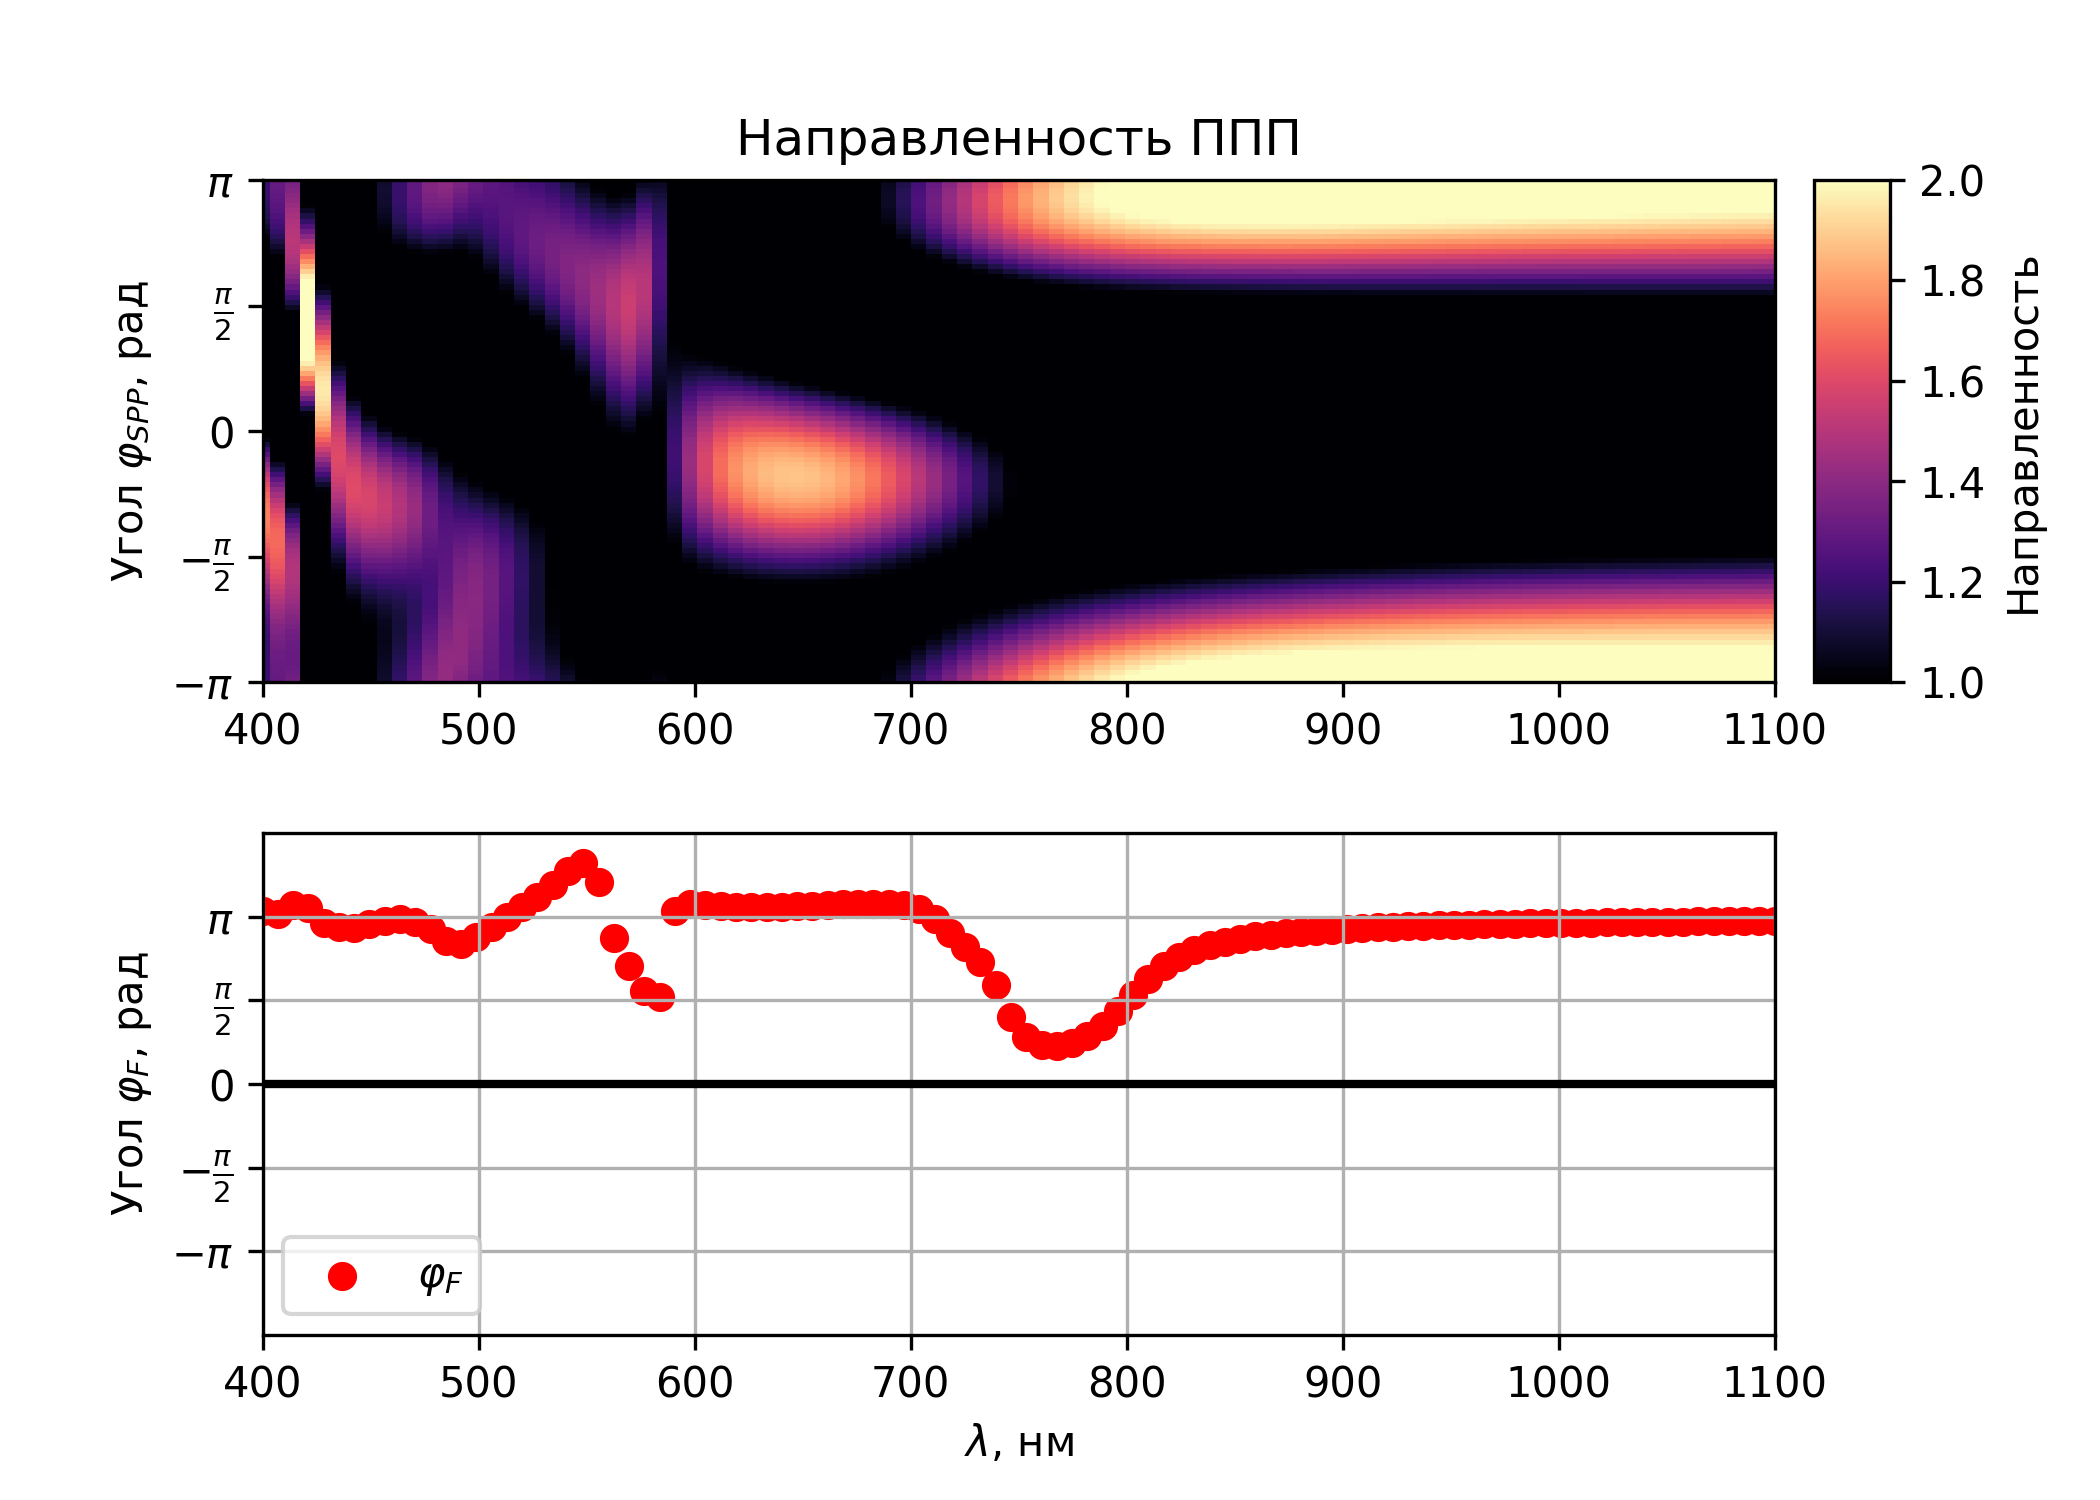 Направленность ППП
π
π/2
0
−π/2
−π
Угол φ_SPP, рад
400 500 600 700 800 900 1000 1100
2.0
1.8
1.6
1.4
1.2
1.0
Направленность
π
π/2
0
−π/2
−π
Угол φ_F, рад
φ_F
400 500 600 700 800 900 1000 1100
λ, нм